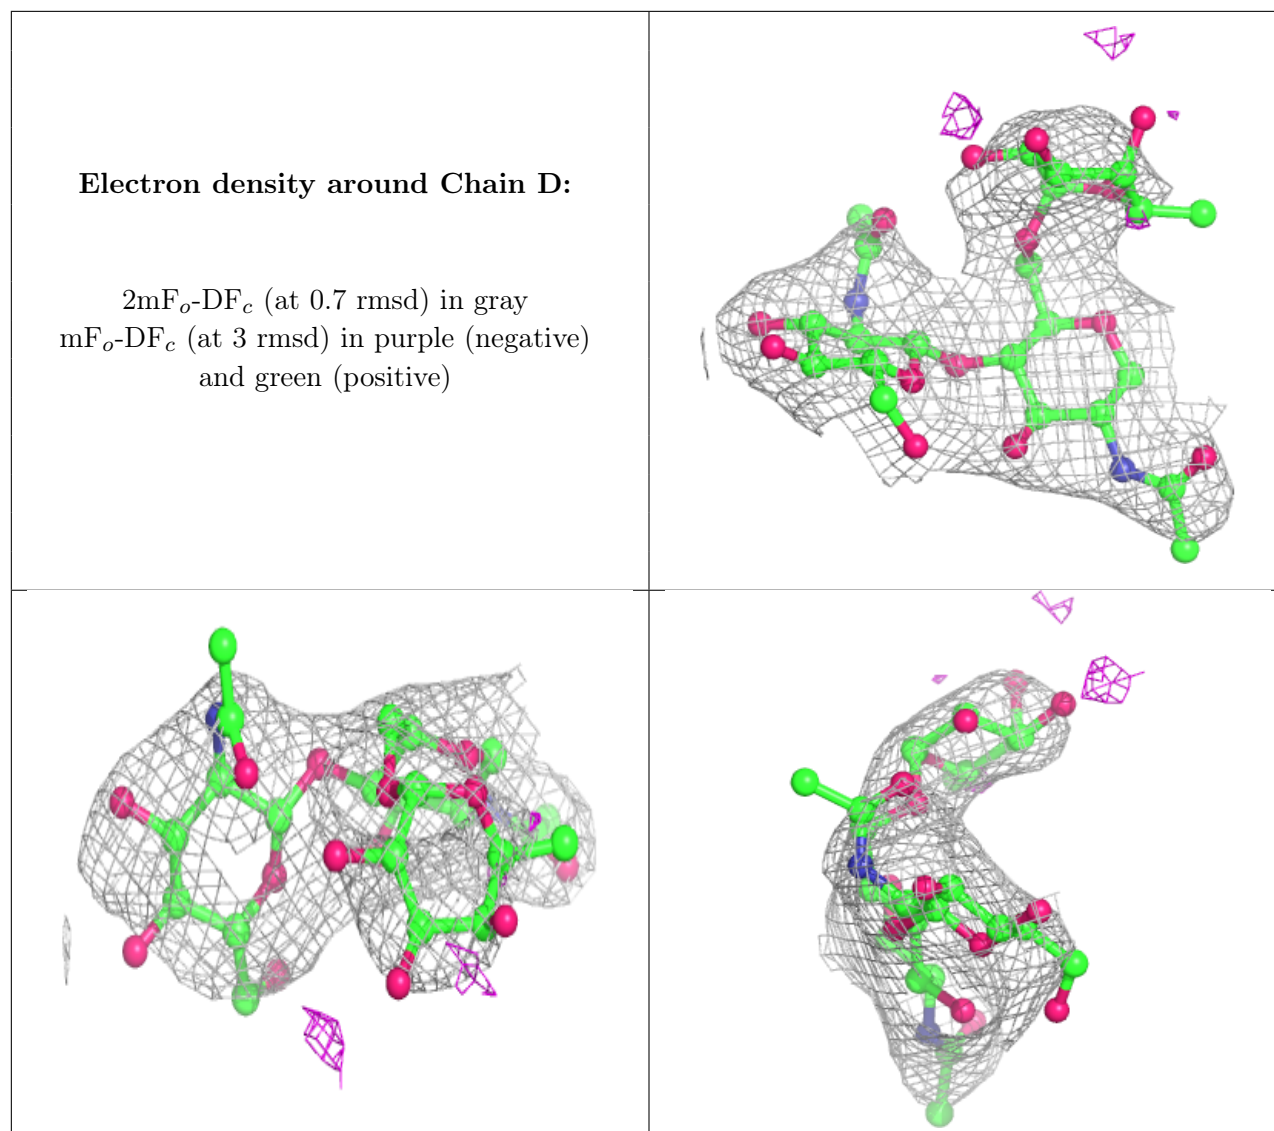 Electron density around Chain D:
2mFo-DFc (at 0.7 rmsd) in gray
mFo-DFc (at 3 rmsd) in purple (negative)
and green (positive)